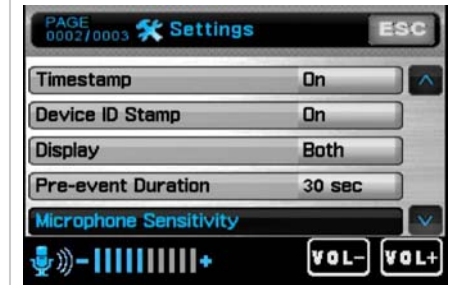 PAGE
0002/0003 Settings ESC
Timestamp On
Device ID Stamp On
Display Both
Pre-event Duration 30 sec
Microphone Sensitivity
- + VOL- VOL+